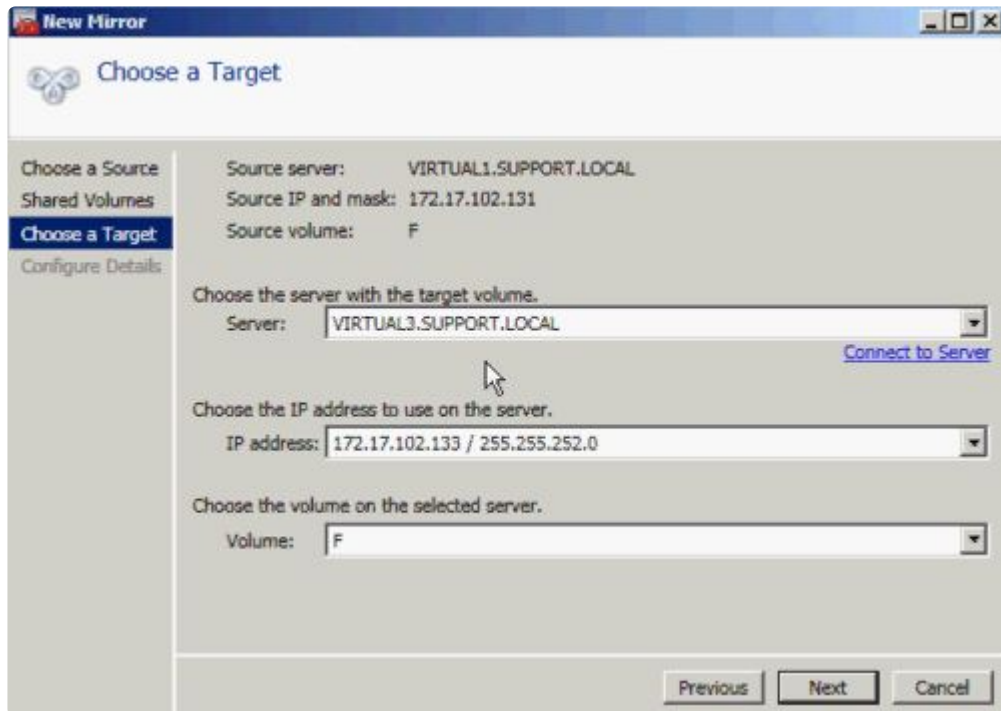 New Mirror
Choose a Target
Choose a Source
Shared Volumes
Choose a Target
Configure Details
Source server: VIRTUAL1.SUPPORT.LOCAL
Source IP and mask: 172.17.102.131
Source volume: F
Choose the server with the target volume.
Server: VIRTUAL3.SUPPORT.LOCAL
Connect to Server
Choose the IP address to use on the server.
IP address: 172.17.102.133 / 255.255.252.0
Choose the volume on the selected server.
Volume: F
Previous Next Cancel